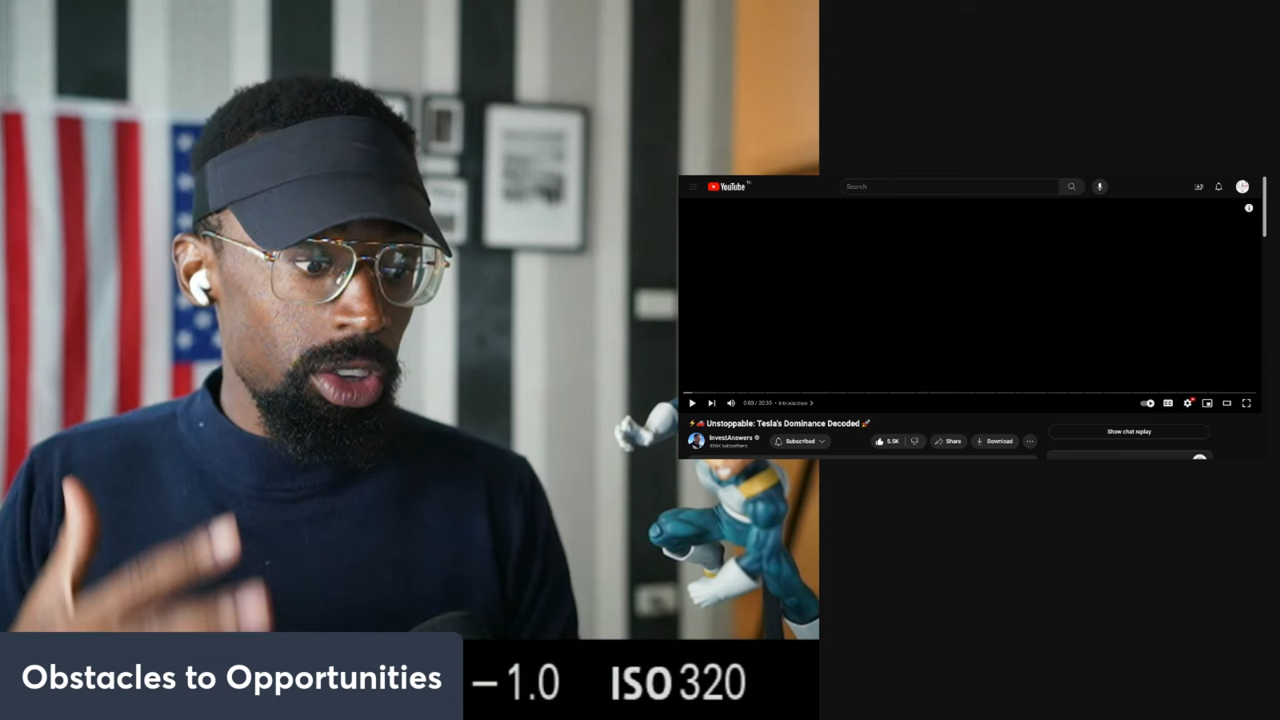 YouTube
Search
0:00 / 20:35 • Introduction
⚡🚗 Unstoppable: Tesla's Dominance Decoded 🚀
InvestAnswers
Subscribed
5.5K
Share
Download
Show chat replay
Obstacles to Opportunities
– 1.0
ISO 320